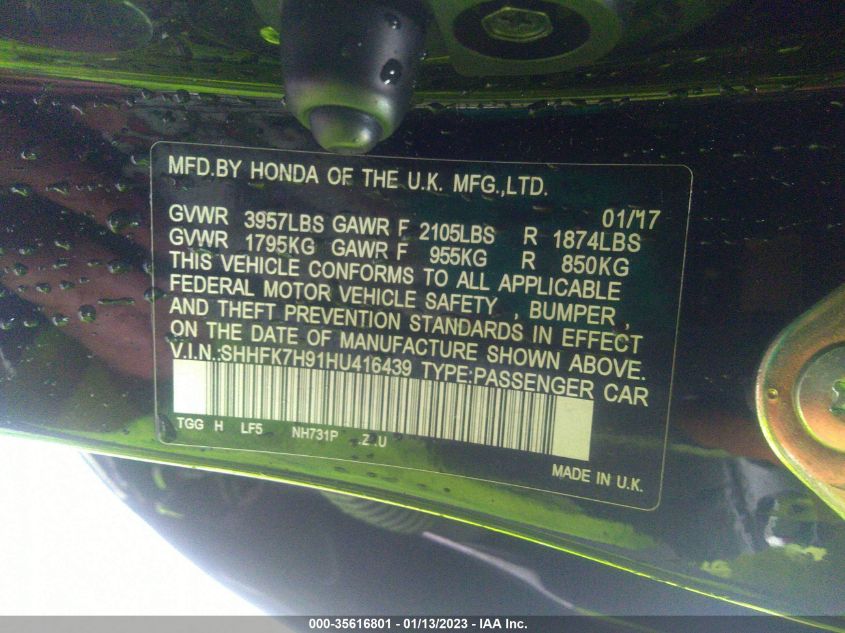 MFD.BY HONDA OF THE U.K. MFG.,LTD.
01/17
GVWR 3957LBS GAWR F 2105LBS R 1874LBS
GVWR 1795KG GAWR F 955KG R 850KG
THIS VEHICLE CONFORMS TO ALL APPLICABLE
FEDERAL MOTOR VEHICLE SAFETY , BUMPER ,
AND THEFT PREVENTION STANDARDS IN EFFECT
ON THE DATE OF MANUFACTURE SHOWN ABOVE.
V.I.N.:SHHFK7H91HU416439 TYPE:PASSENGER CAR
TGG H LF5 NH731P
MADE IN U.K.
000-35616801 - 01/13/2023 - IAA Inc.